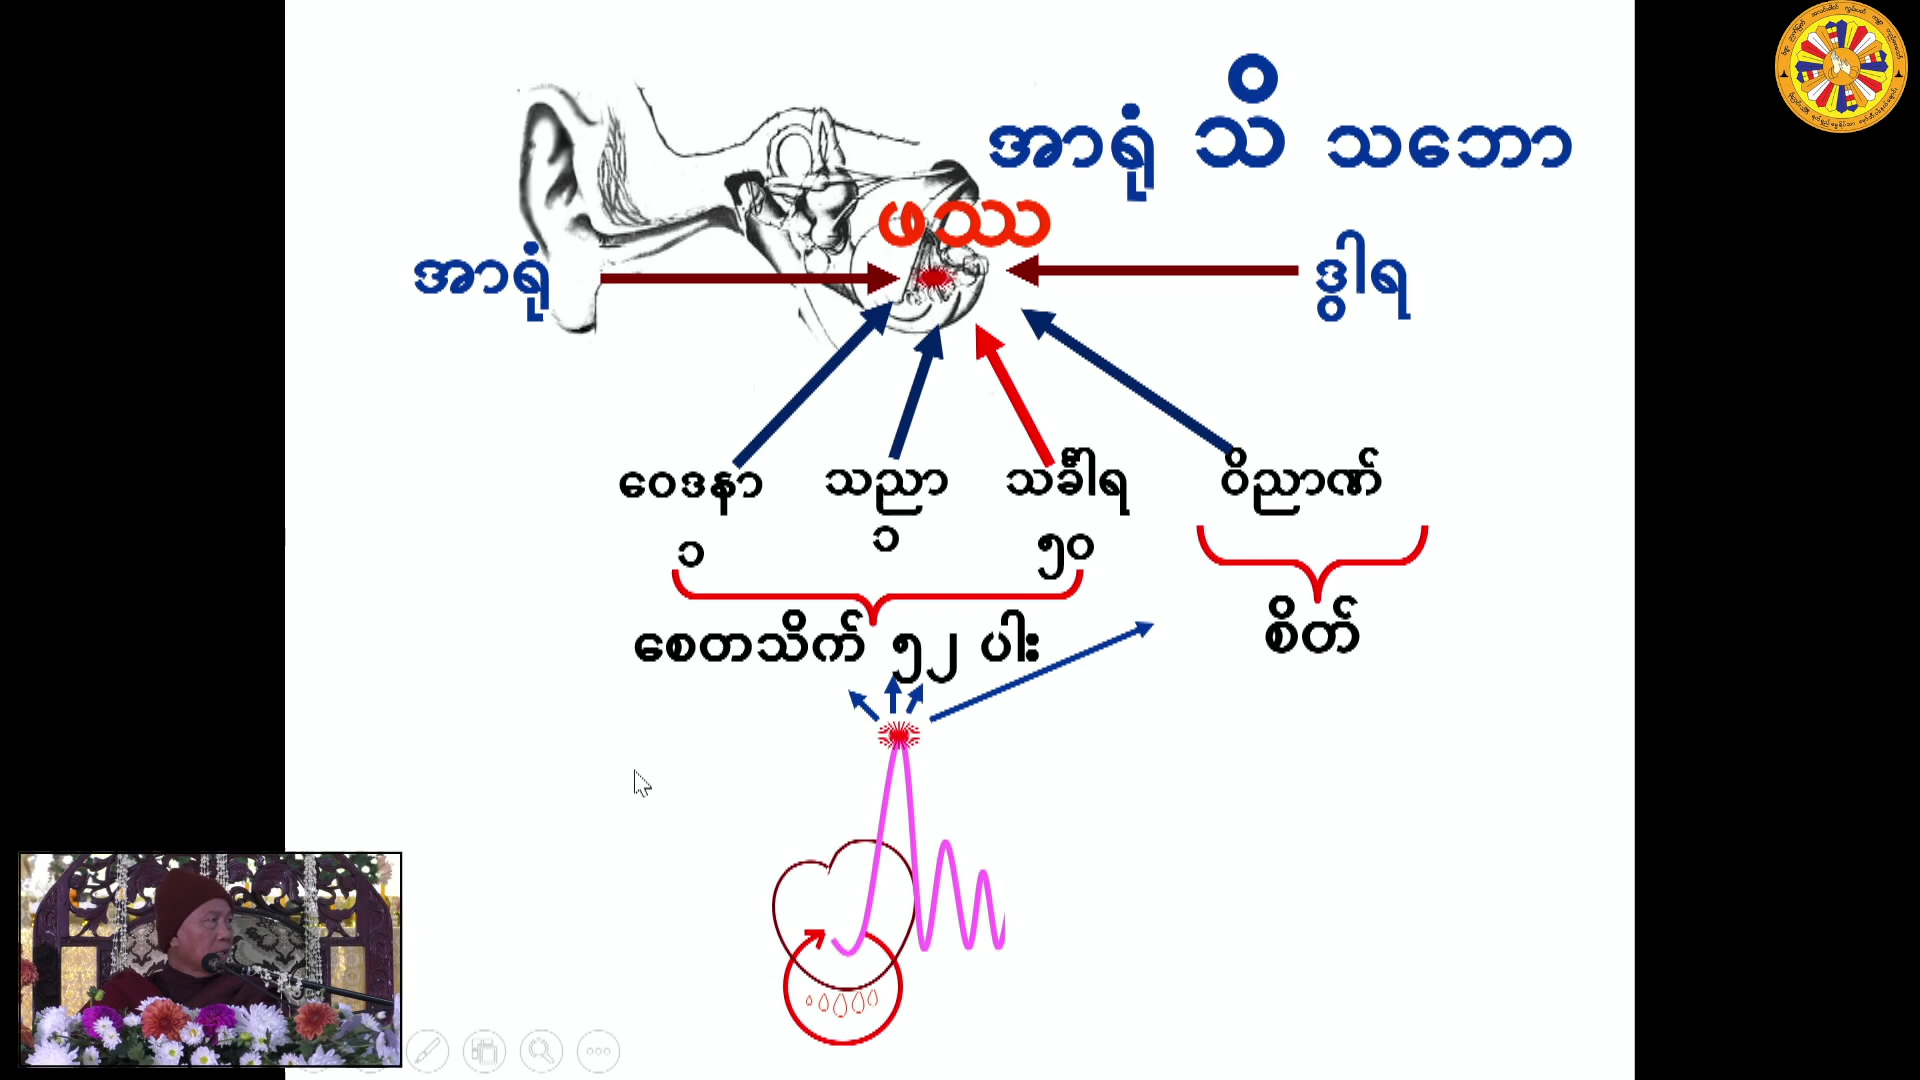 အာရုံ သိ သဘော
ဖဿ
အာရုံ
ဒွါရ
ဝေဒနာ သညာ သင်္ခါရ ဝိညာဏ်
၁ ၁ ၅၀
စေတသိက် ၅၂ ပါး
စိတ်